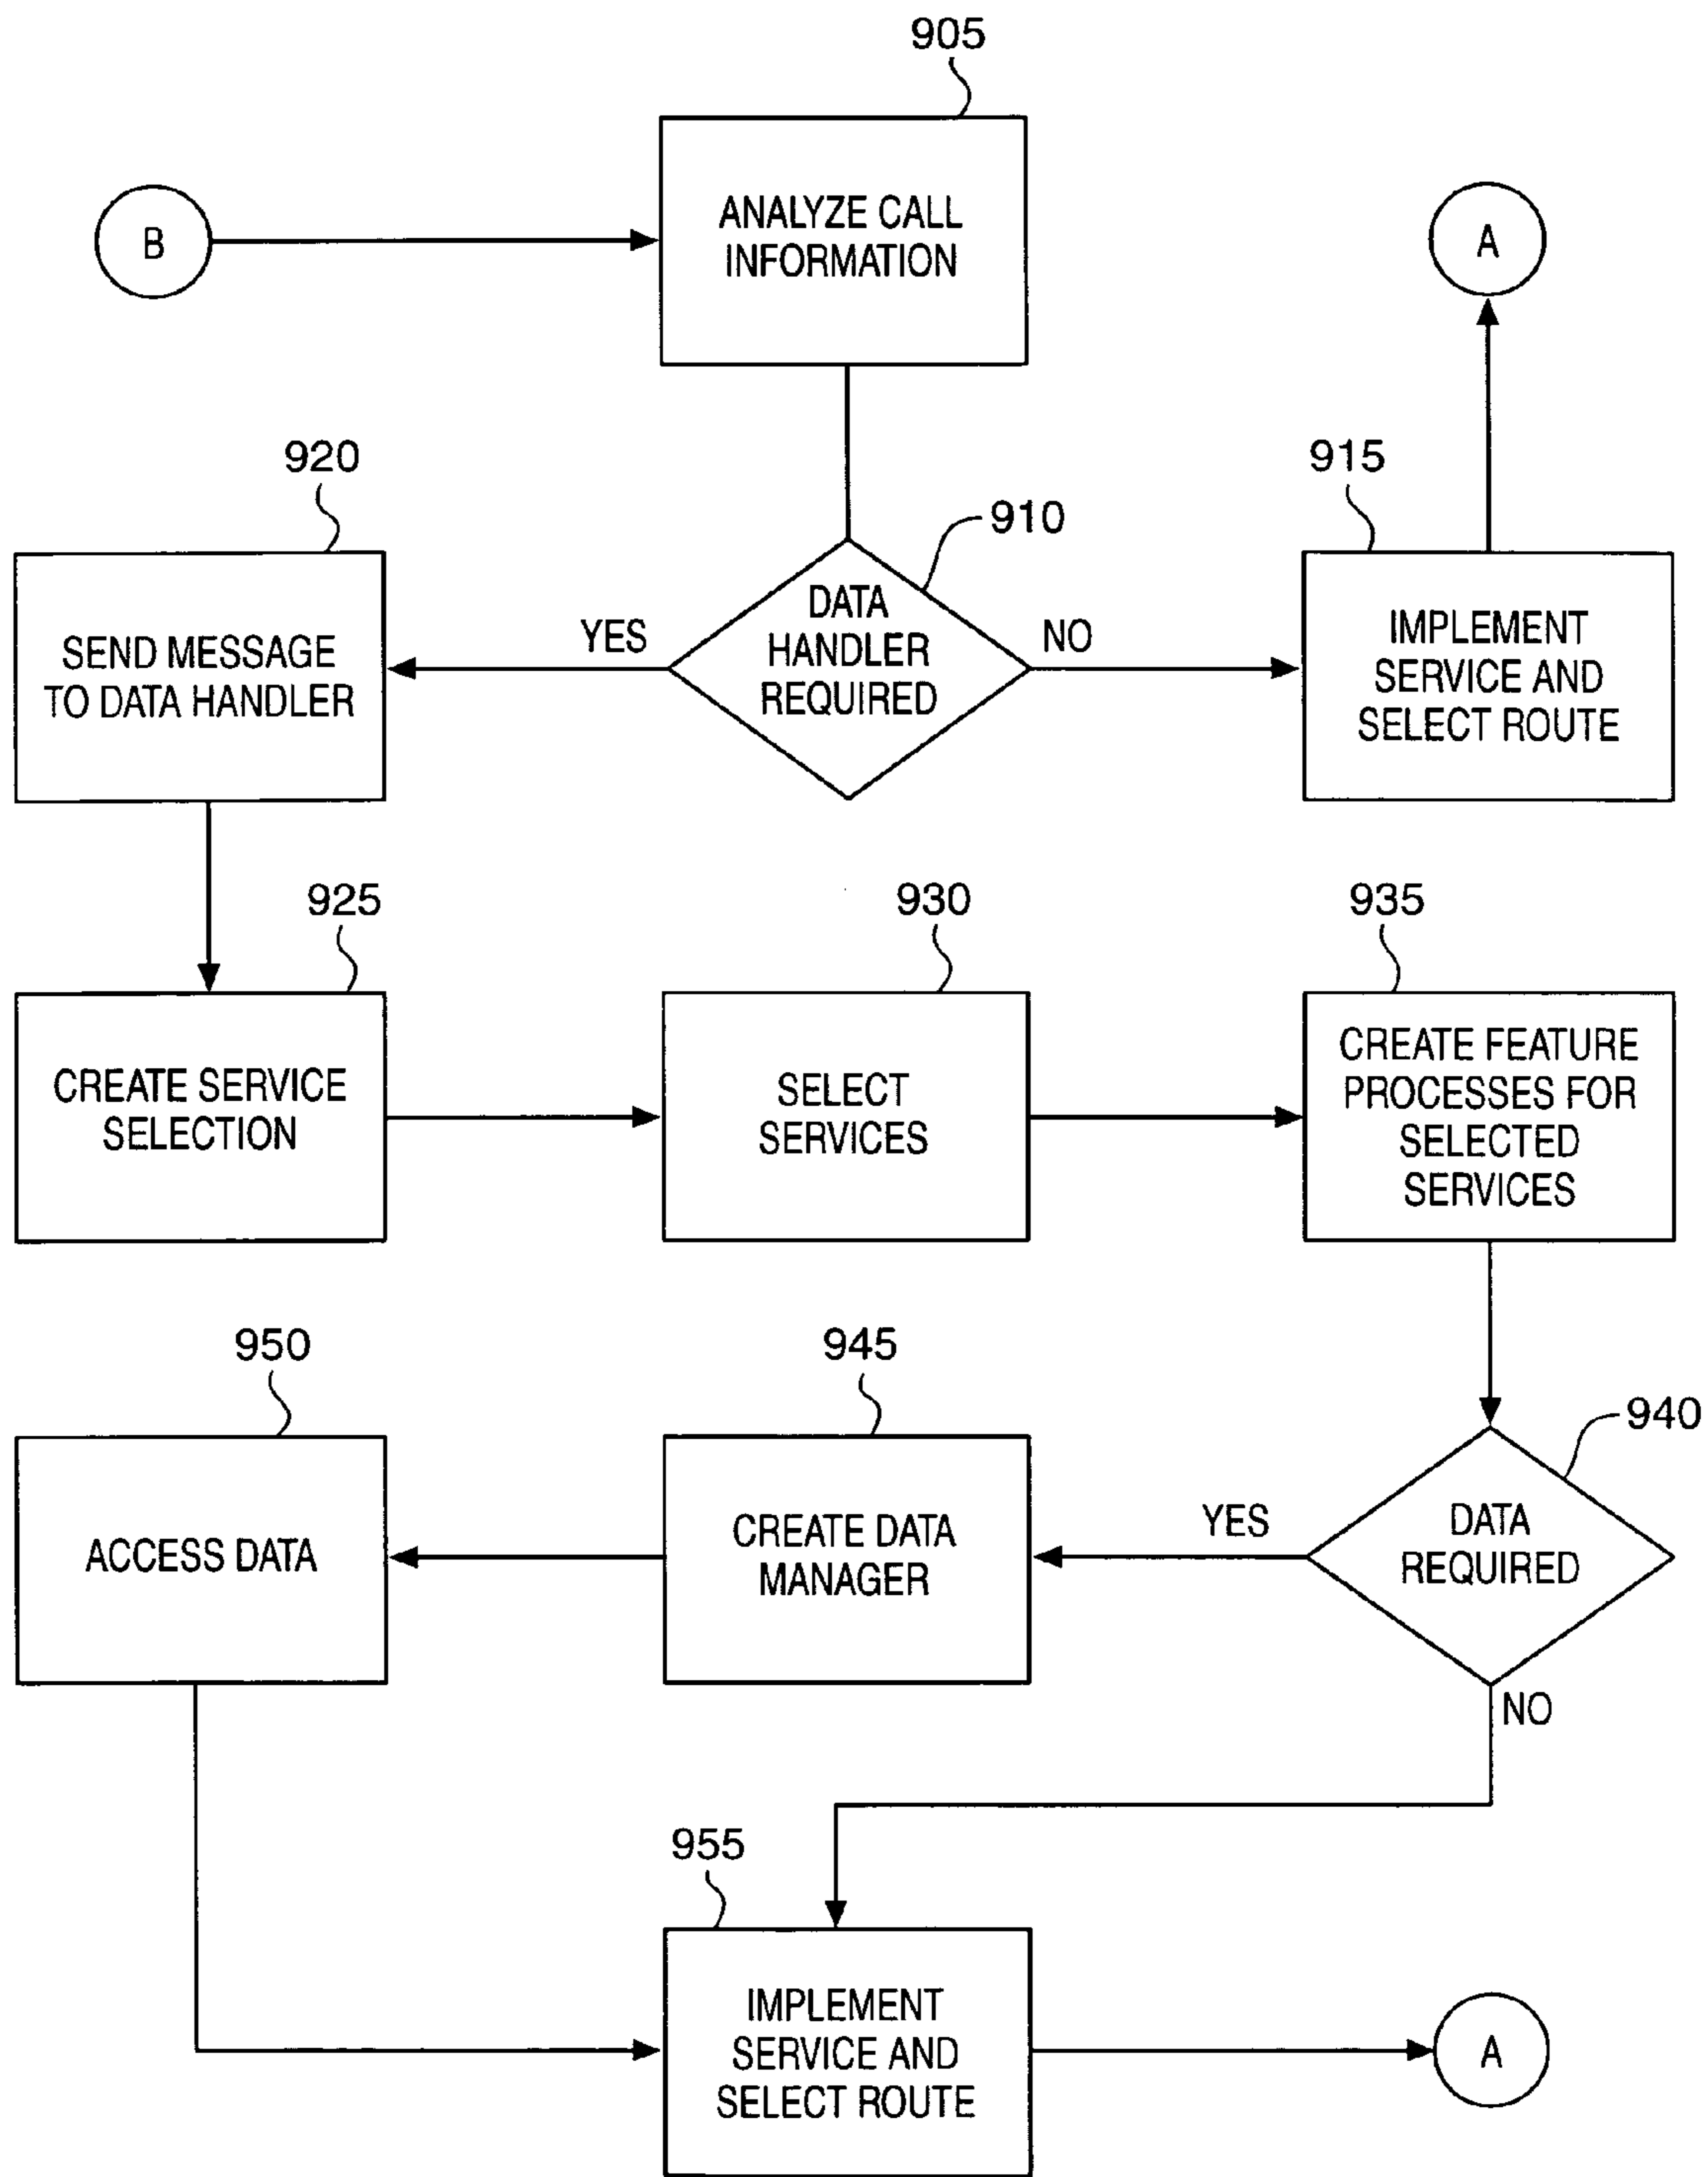 905
B
ANALYZE CALL
INFORMATION
A
920
910
915
SEND MESSAGE
TO DATA HANDLER
YES
DATA
HANDLER
REQUIRED
NO
IMPLEMENT
SERVICE AND
SELECT ROUTE
925
930
935
CREATE SERVICE
SELECTION
SELECT
SERVICES
CREATE FEATURE
PROCESSES FOR
SELECTED
SERVICES
950
945
940
ACCESS DATA
CREATE DATA
MANAGER
YES
DATA
REQUIRED
NO
955
IMPLEMENT
SERVICE AND
SELECT ROUTE
A